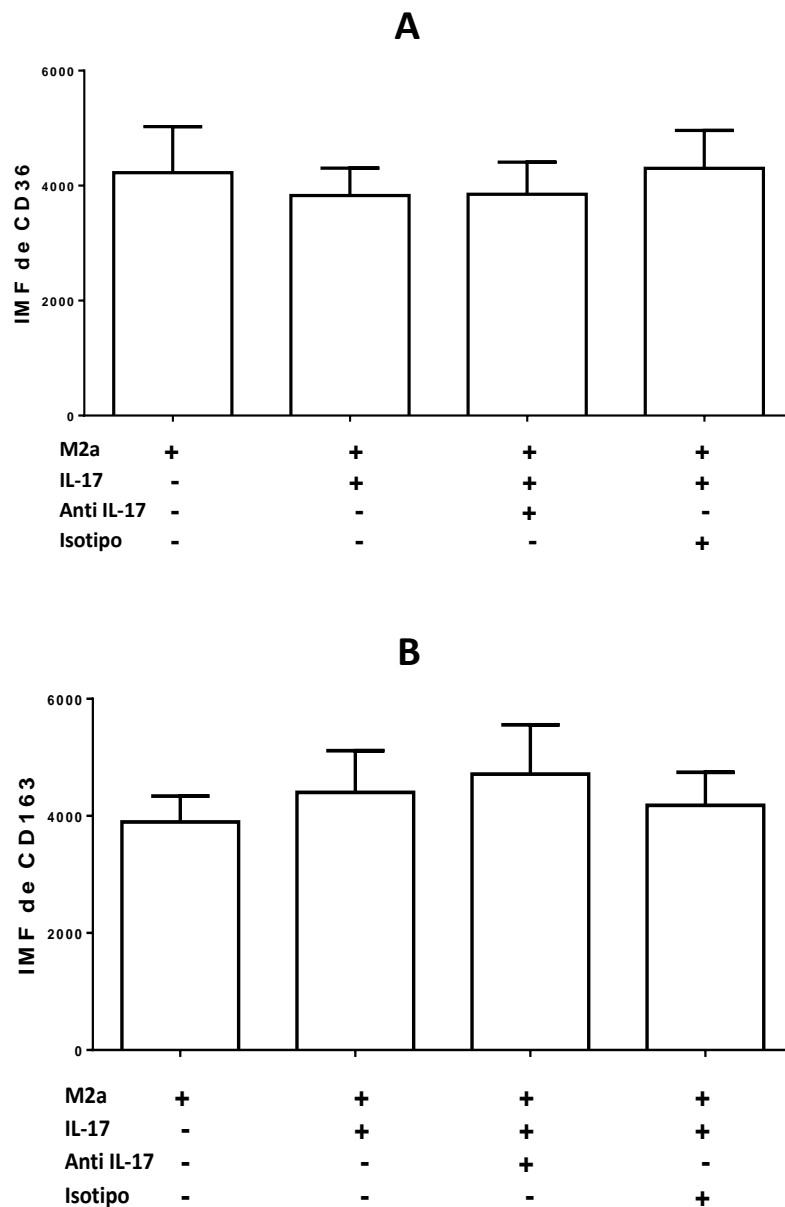 A
6000
4000
2000
0
IMF de CD36
M2a + + + +
IL-17 - + + +
Anti IL-17 - - + -
Isotipo - - - +
B
6000
4000
2000
0
IMF de CD163
M2a + + + +
IL-17 - + + +
Anti IL-17 - - + -
Isotipo - - - +